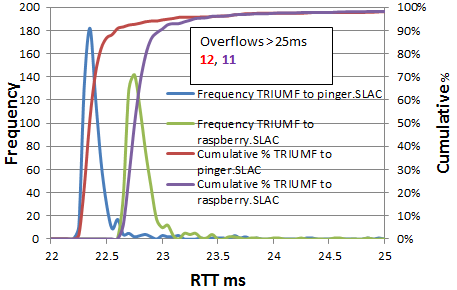 200
180
160
140
120
100
80
60
40
20
0
Frequency
100%
90%
80%
70%
60%
50%
40%
30%
20%
10%
0%
Cumulative%
Overflows > 25ms
12, 11
Frequency TRIUMF to pinger.SLAC
Frequency TRIUMF to
raspberry.SLAC
Cumulative % TRIUMF to
pinger.SLAC
Cumulative % TRIUMF to
raspberry.SLAC
22 22.5 23 23.5 24 24.5 25
RTT ms